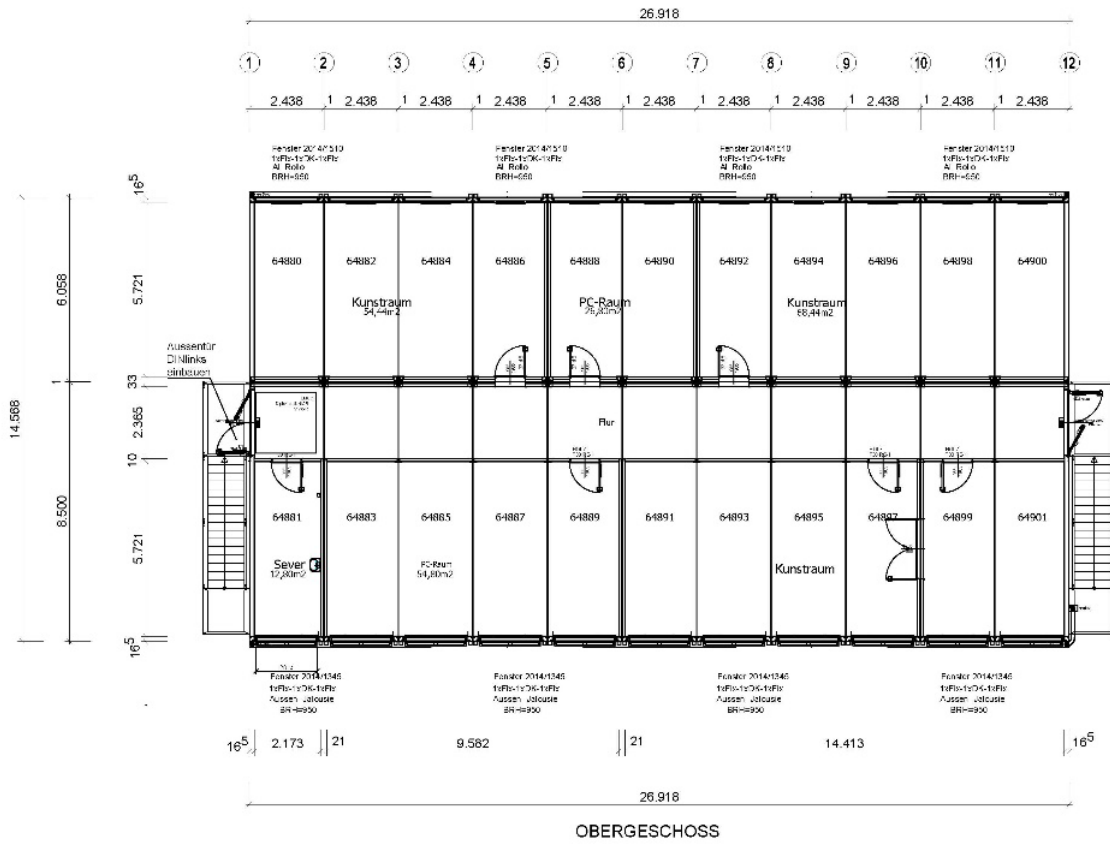 26.918
1 2 3 4 5 6 7 8 9 10 11 12
2.438 1 2.438 1 2.438 1 2.438 1 2.438 1 2.438 1 2.438 1 2.438 1 2.438 1 2.438 1 2.438
Fenster 2014/1510 Fenster 2014/1510 Fenster 2014/1510 Fenster 2014/1510
1xFix-1xDK-1xFix 1xFix-1xDK-1xFix 1xFix-1xDK-1xFix 1xFix-1xDK-1xFix
AL Rollo AL Rollo AL Rollo AL Rollo
BRH=950 BRH=950 BRH=950 BRH=950
16⁵
6.058
5.721
64880 64882 64884 64886 64888 64890 64892 64894 64896 64898 64900
Kunstraum PC-Raum Kunstraum
54,44m2 26,80m2 68,44m2
Aussentür
DINlinks
einbauen
1
33
14.568
2.365
Flur
10
8.500
5.721
64881 64883 64885 64887 64889 64891 64893 64895 64897 64899 64901
Sever PC-Raum Kunstraum
12,80m2 54,80m2
16⁵
Fenster 2014/1345 Fenster 2014/1345 Fenster 2014/1345 Fenster 2014/1345
1xFix-1xDK-1xFix 1xFix-1xDK-1xFix 1xFix-1xDK-1xFix 1xFix-1xDK-1xFix
Aussen Jalousie Aussen Jalousie Aussen Jalousie Aussen Jalousie
BRH=950 BRH=950 BRH=950 BRH=950
16⁵ 2.173 21 9.582 21 14.413 16⁵
26.918
OBERGESCHOSS